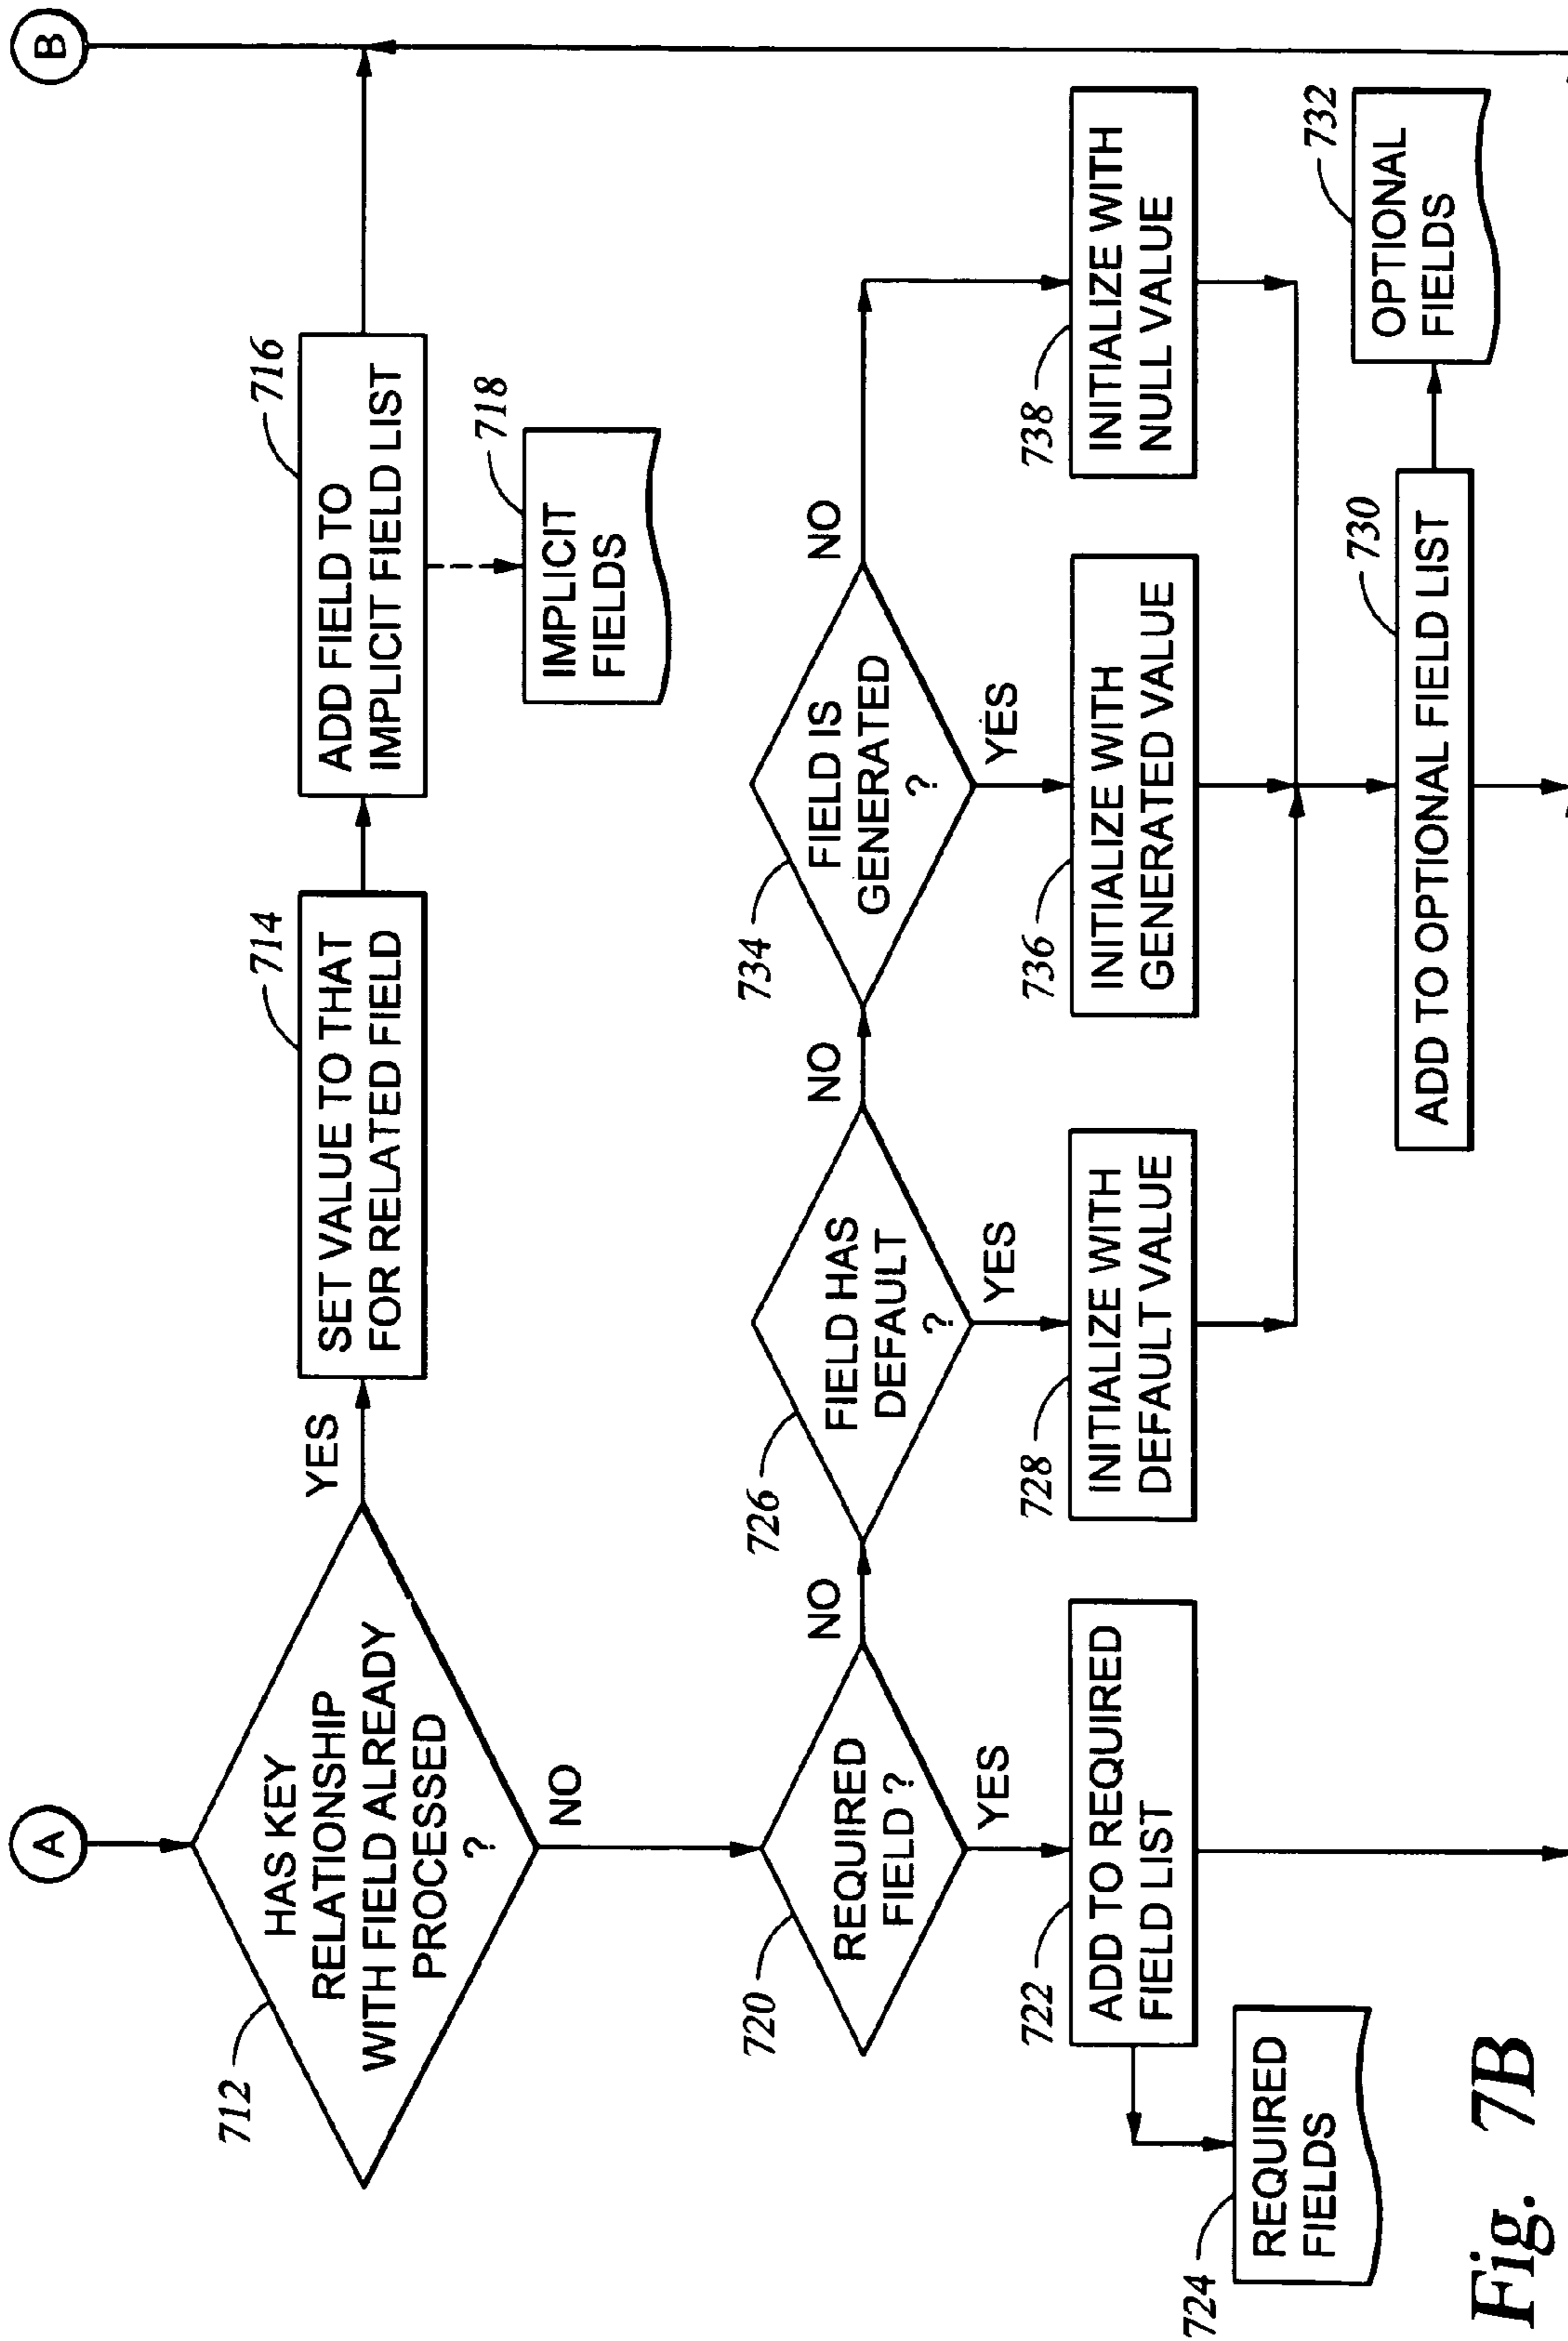 A
B
712
HAS KEY
RELATIONSHIP
WITH FIELD ALREADY
PROCESSED
?
YES
NO
714
SET VALUE TO THAT
FOR RELATED FIELD
716
ADD FIELD TO
IMPLICIT FIELD LIST
718
IMPLICIT
FIELDS
720
REQUIRED
FIELD ?
NO
YES
726
FIELD HAS
DEFAULT
?
NO
YES
734
FIELD IS
GENERATED
?
NO
YES
722
ADD TO REQUIRED
FIELD LIST
728
INITIALIZE WITH
DEFAULT VALUE
736
INITIALIZE WITH
GENERATED VALUE
738
INITIALIZE WITH
NULL VALUE
724
REQUIRED
FIELDS
730
ADD TO OPTIONAL FIELD LIST
732
OPTIONAL
FIELDS
Fig. 7B